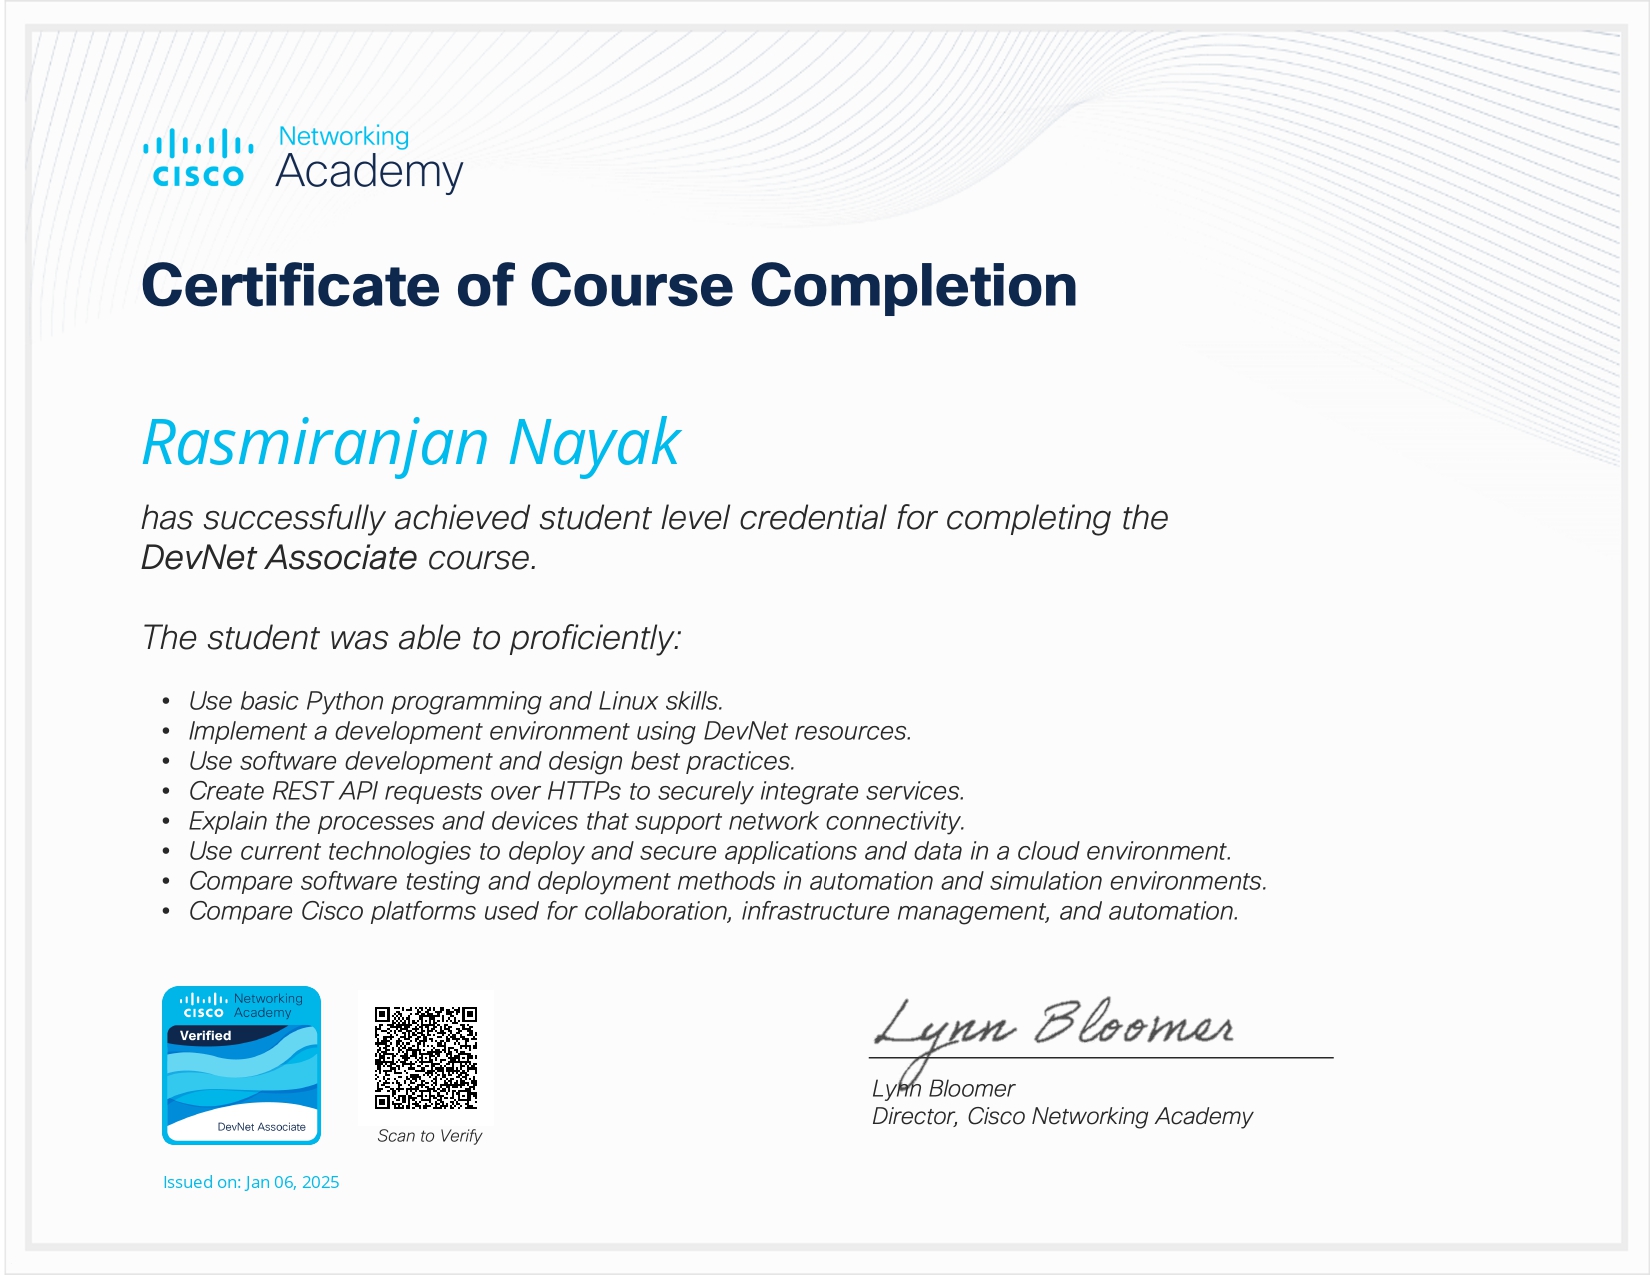 Networking
CISCO Academy
Certificate of Course Completion
Rasmiranjan Nayak
has successfully achieved student level credential for completing the
DevNet Associate course.
The student was able to proficiently:
• Use basic Python programming and Linux skills.
• Implement a development environment using DevNet resources.
• Use software development and design best practices.
• Create REST API requests over HTTPs to securely integrate services.
• Explain the processes and devices that support network connectivity.
• Use current technologies to deploy and secure applications and data in a cloud environment.
• Compare software testing and deployment methods in automation and simulation environments.
• Compare Cisco platforms used for collaboration, infrastructure management, and automation.
Networking
CISCO Academy
Verified
DevNet Associate
Scan to Verify
Issued on: Jan 06, 2025
Lynn Bloomer
Lynn Bloomer
Director, Cisco Networking Academy